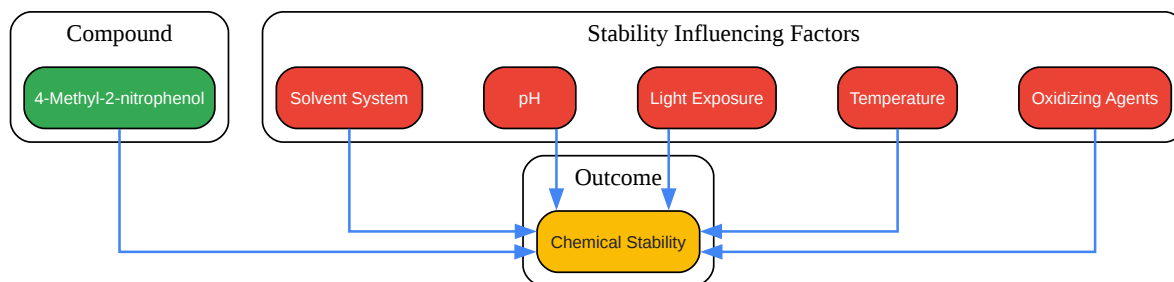 Compound
Stability Influencing Factors
4-Methyl-2-nitrophenol
Solvent System
pH
Light Exposure
Temperature
Oxidizing Agents
Outcome
Chemical Stability